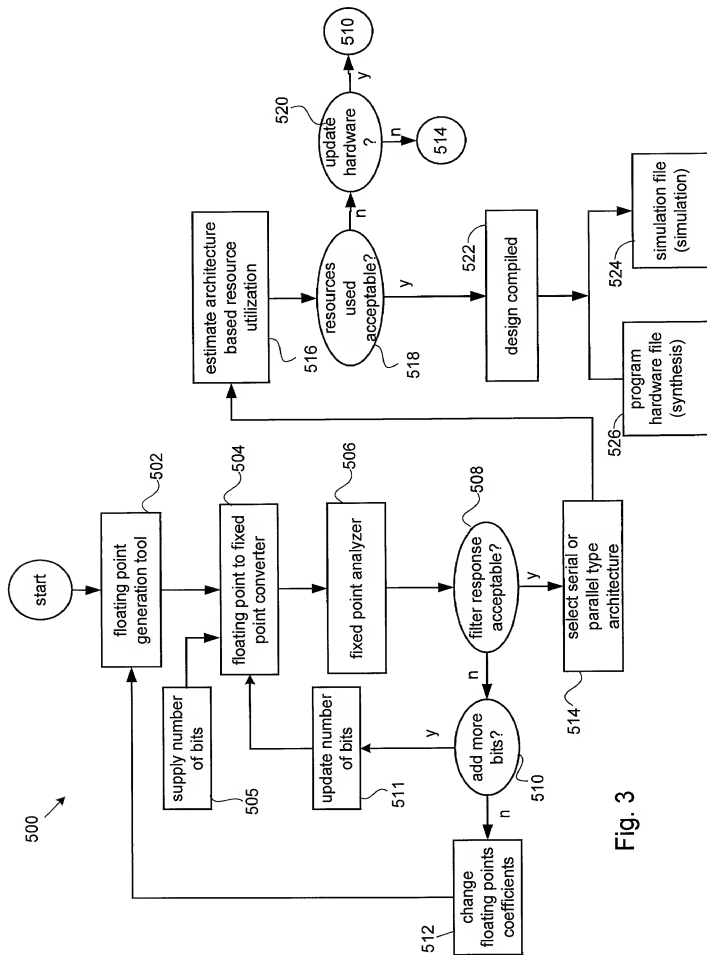 500
start
502
floating point
generation tool
supply number
of bits
505
504
floating point to fixed
point converter
update number
of bits
511
506
fixed point analyzer
508
filter response
acceptable?
n
y
add more
bits?
510
y
n
512
change
floating points
coefficients
514
select serial or
parallel type
architecture
estimate architecture
based resource
utilization
516
resources
used
acceptable?
518
n
y
520
update
hardware
?
y
510
n
514
522
design compiled
526
program
hardware file
(synthesis)
524
simulation file
(simulation)
Fig. 3